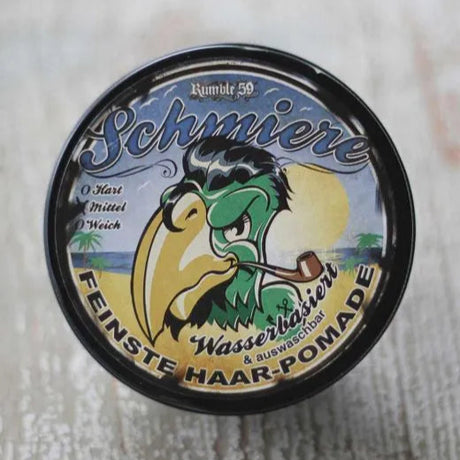 Rumble 59
Schmiere
O Hart
X Mittel
O Weich
Wasserbasiert
& auswaschbar
FEINSTE HAAR-POMADE